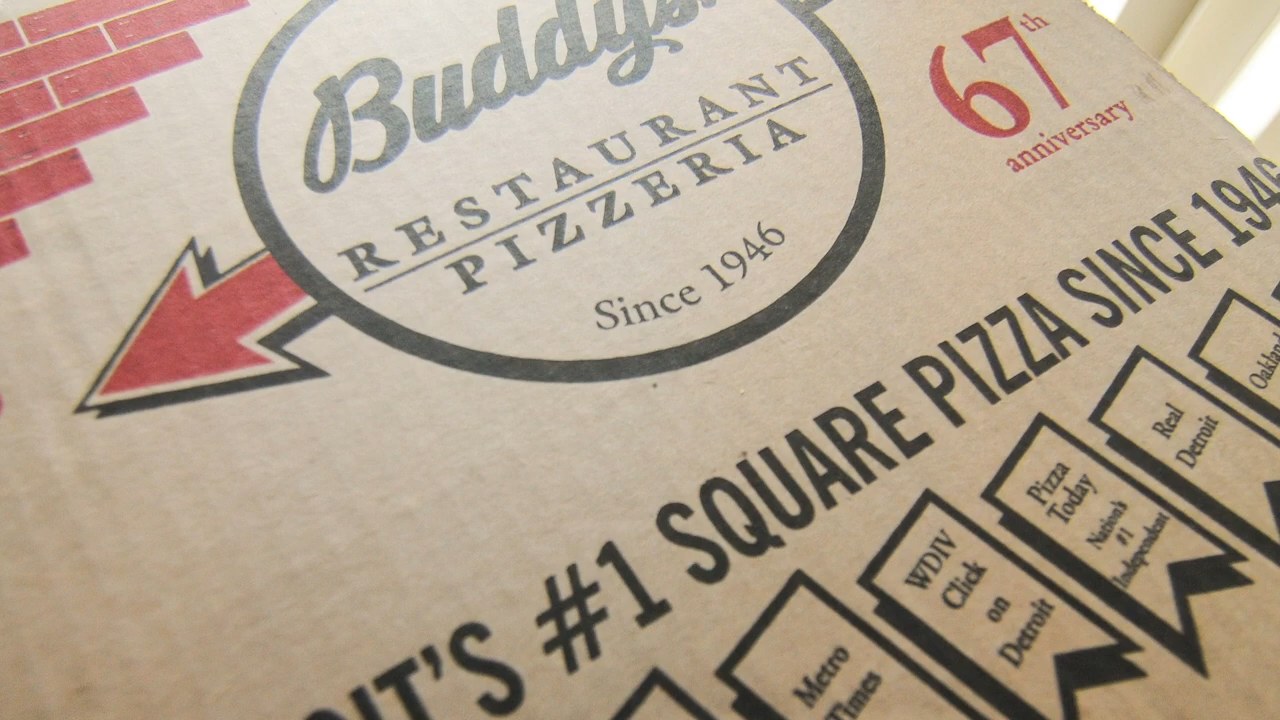 Buddy's
RESTAURANT
PIZZERIA
Since 1946
67th
anniversary
IT'S #1 SQUARE PIZZA SINCE 1946
Metro
Times
WDIV
Click
on
Detroit
Pizza
Today
Nation's
#1
Independent
Real
Detroit